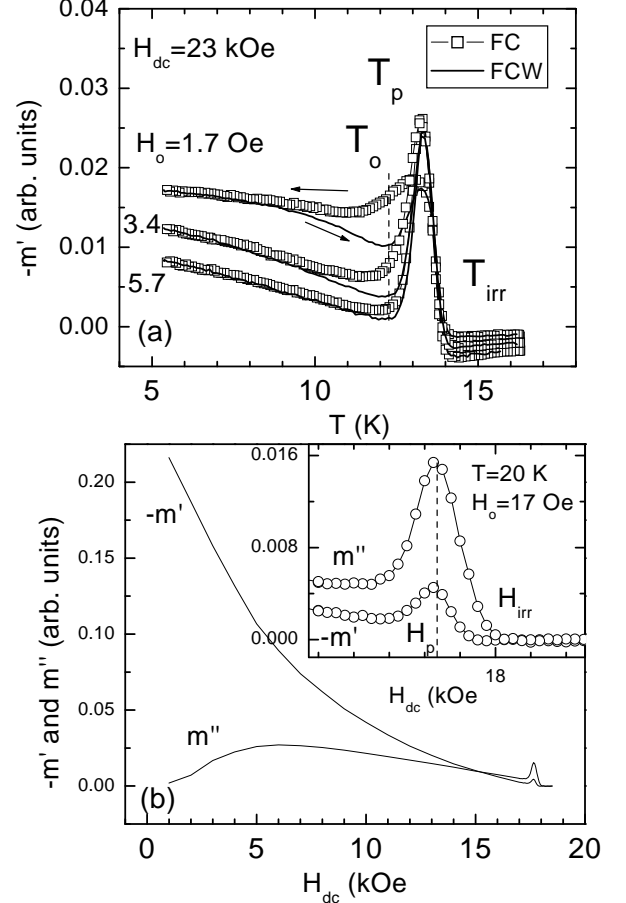 0.04
0.03
0.02
0.01
0.00
-m' (arb. units)
H_dc=23 kOe
FC
FCW
T_p
T_o
H_o=1.7 Oe
3.4
5.7
T_irr
(a)
5
10
15
T (K)
0.20
0.15
0.10
0.05
0.00
-m' and m'' (arb. units)
-m'
m''
(b)
0.016
0.008
0.000
T=20 K
H_o=17 Oe
m''
-m'
H_p
H_irr
18
H_dc (kOe
0
5
10
15
20
H_dc (kOe